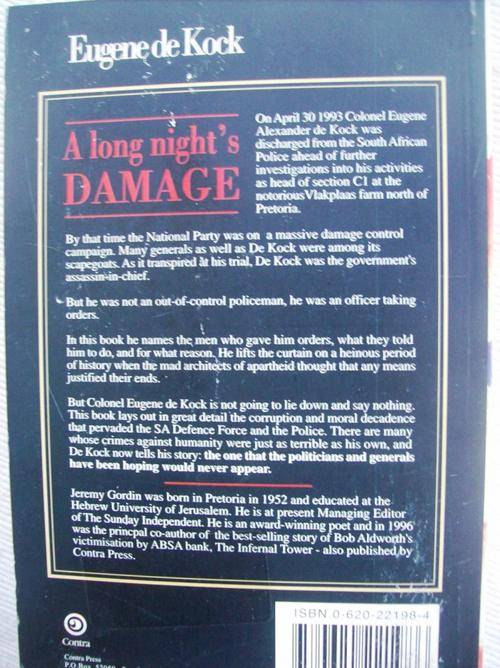 Eugene de Kock
A long night's
DAMAGE
On April 30 1993 Colonel Eugene
Alexander de Kock was
discharged from the South African
Police ahead of further
investigations into his activities
as head of section C1 at the
notorious Vlakplaas farm north of
Pretoria.
By that time the National Party was on a massive damage control
campaign. Many generals as well as De Kock were among its
scapegoats. As it transpired at his trial, De Kock was the government's
assassin-in-chief.
But he was not an out-of-control policeman, he was an officer taking
orders.
In this book he names the men who gave him orders, what they told
him to do, and for what reason. He lifts the curtain on a heinous period
of history when the mad architects of apartheid thought that any means
justified their ends.
But Colonel Eugene de Kock is not going to lie down and say nothing.
This book lays out in great detail the corruption and moral decadence
that pervaded the SA Defence Force and the Police. There are many
whose crimes against humanity were just as terrible as his own, and
De Kock now tells his story: the one that the politicians and generals
have been hoping would never appear.
Jeremy Gordin was born in Pretoria in 1952 and educated at the
Hebrew University of Jerusalem. He is at present Managing Editor
of The Sunday Independent. He is an award-winning poet and in 1996
was the princpal co-author of the best-selling story of Bob Aldworth's
victimisation by ABSA bank, The Infernal Tower - also published by
Contra Press.
ISBN 0-620-22198-4
Contra
Contra Press
P.O Box